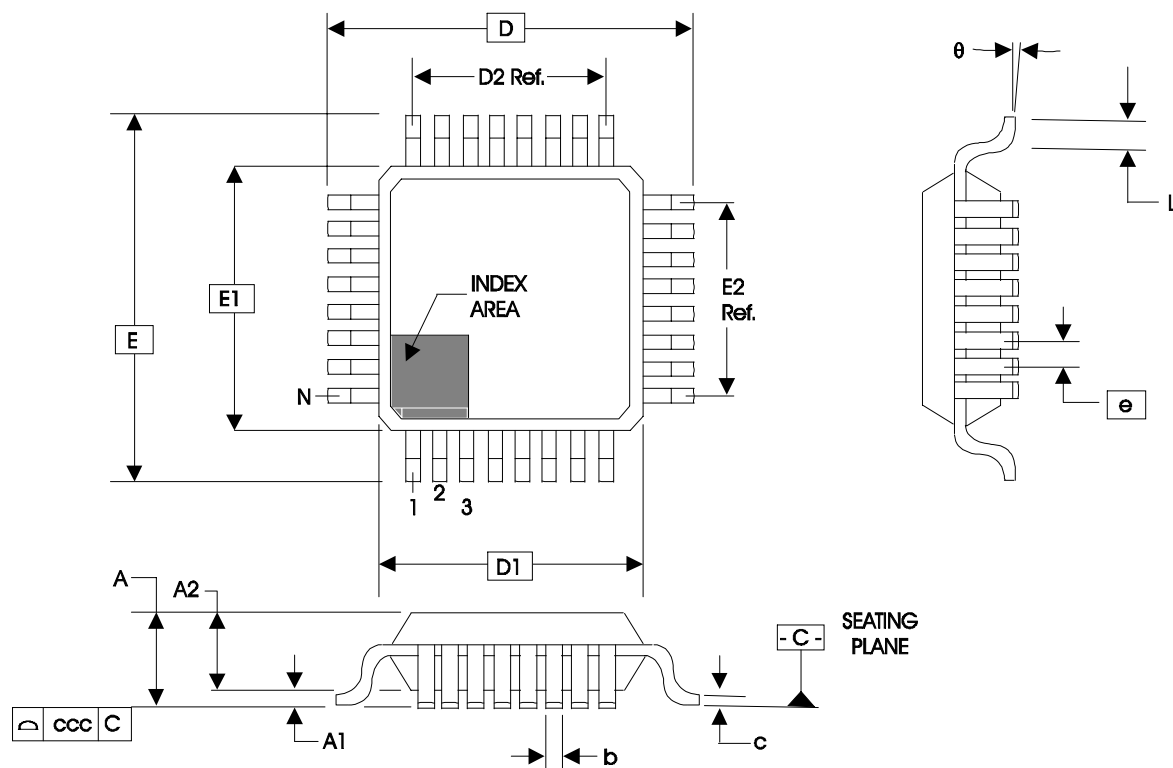 D
D2 Ref.
θ
L
E
E1
INDEX
AREA
E2
Ref.
N
e
1
2
3
D1
A
A2
- C -
SEATING
PLANE
⌓ ccc C
A1
b
c